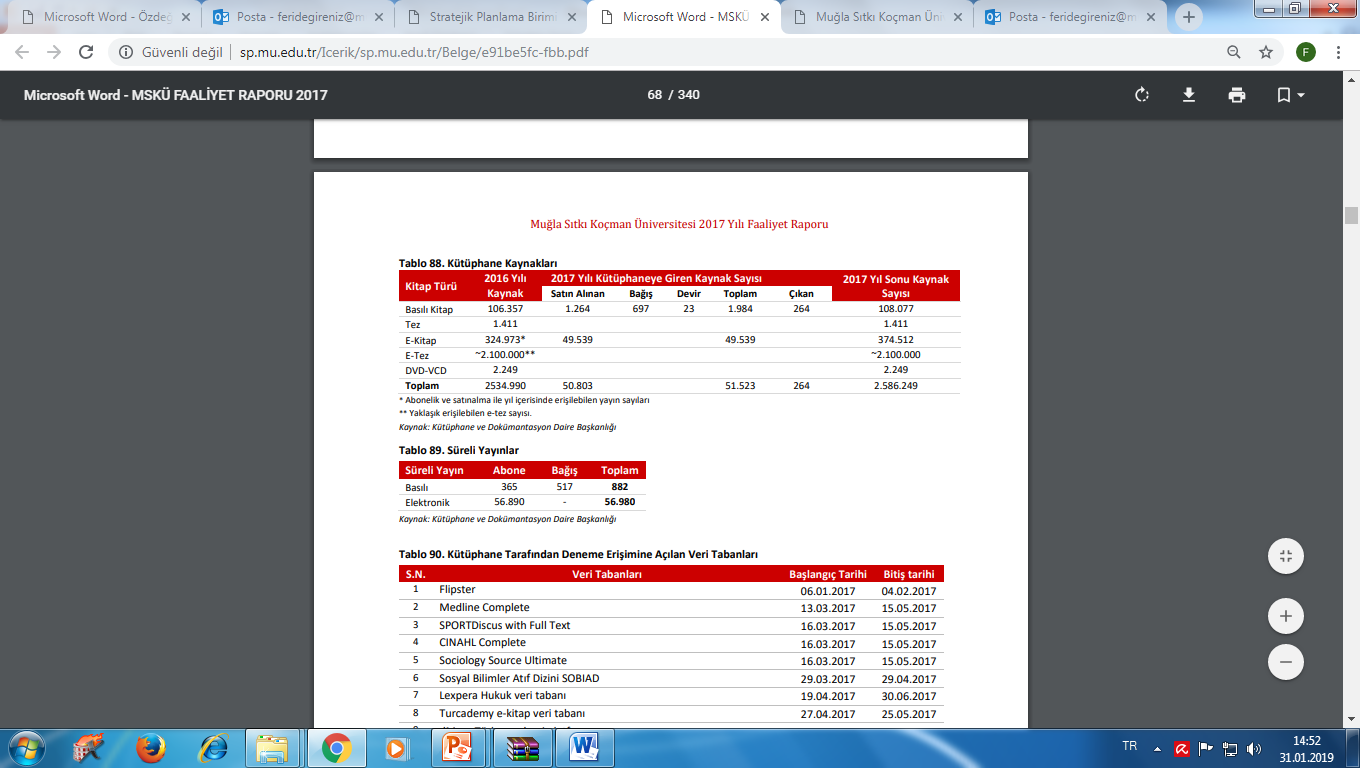 Microsoft Word - Özdeğ
Posta - feridegireniz@m
Stratejik Planlama Birimi
Microsoft Word - MSKÜ
Muğla Sıtkı Koçman Üni
Posta - feridegireniz@m
Güvenli değil | sp.mu.edu.tr/Icerik/sp.mu.edu.tr/Belge/e91be5fc-fbb.pdf
F
Microsoft Word - MSKÜ FAALİYET RAPORU 2017
68 / 340
Muğla Sıtkı Koçman Üniversitesi 2017 Yılı Faaliyet Raporu
Tablo 88. Kütüphane Kaynakları
Kitap Türü 2016 Yılı Kaynak 2017 Yılı Kütüphaneye Giren Kaynak Sayısı 2017 Yıl Sonu Kaynak Sayısı
Satın Alınan Bağış Devir Toplam Çıkan
Basılı Kitap 106.357 1.264 697 23 1.984 264 108.077
Tez 1.411 1.411
E-Kitap 324.973* 49.539 49.539 374.512
E-Tez ~2.100.000** ~2.100.000
DVD-VCD 2.249 2.249
Toplam 2534.990 50.803 51.523 264 2.586.249
* Abonelik ve satınalma ile yıl içerisinde erişilebilen yayın sayıları
** Yaklaşık erişilebilen e-tez sayısı.
Kaynak: Kütüphane ve Dokümantasyon Daire Başkanlığı
Tablo 89. Süreli Yayınlar
Süreli Yayın Abone Bağış Toplam
Basılı 365 517 882
Elektronik 56.890 - 56.980
Kaynak: Kütüphane ve Dokümantasyon Daire Başkanlığı
Tablo 90. Kütüphane Tarafından Deneme Erişimine Açılan Veri Tabanları
S.N. Veri Tabanları Başlangıç Tarihi Bitiş tarihi
1 Flipster 06.01.2017 04.02.2017
2 Medline Complete 13.03.2017 15.05.2017
3 SPORTDiscus with Full Text 16.03.2017 15.05.2017
4 CINAHL Complete 16.03.2017 15.05.2017
5 Sociology Source Ultimate 16.03.2017 15.05.2017
6 Sosyal Bilimler Atıf Dizini SOBIAD 29.03.2017 29.04.2017
7 Lexpera Hukuk veri tabanı 19.04.2017 30.06.2017
8 Turcademy e-kitap veri tabanı 27.04.2017 25.05.2017
TR
14:52
31.01.2019